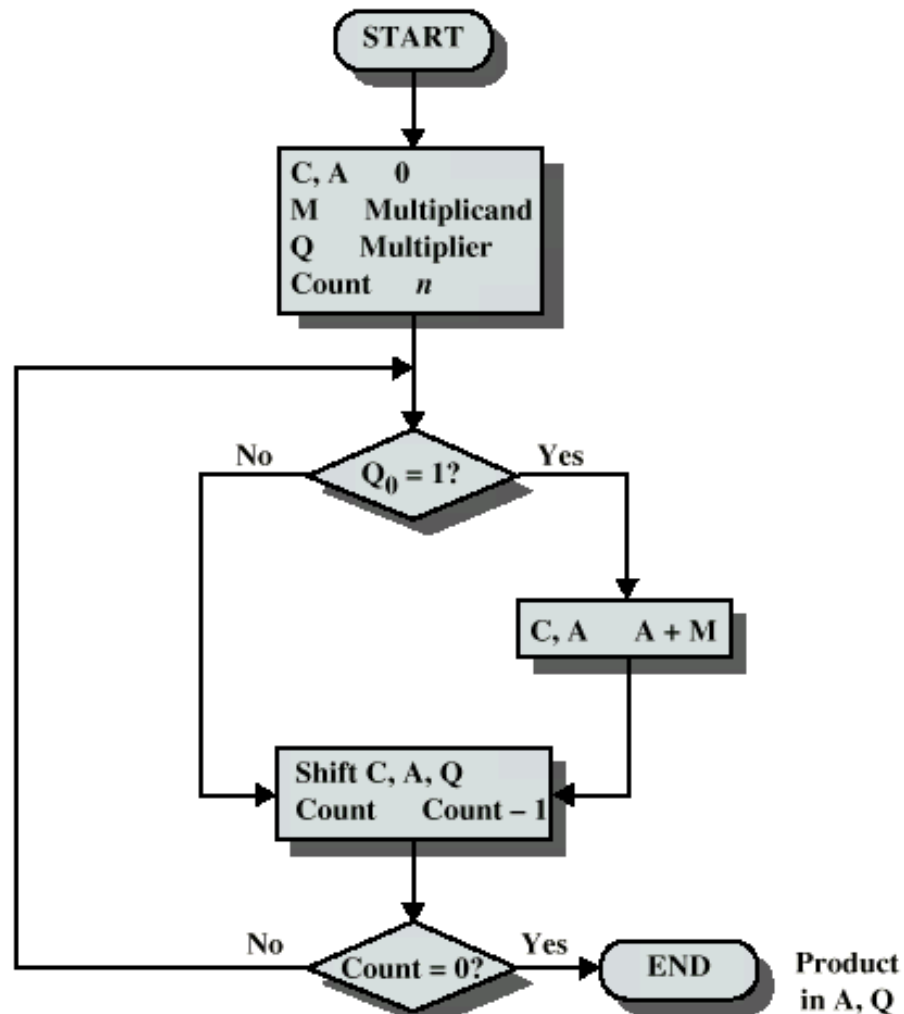 START
C, A 0
M Multiplicand
Q Multiplier
Count n
No
Q0 = 1?
Yes
C, A A + M
Shift C, A, Q
Count Count – 1
No
Count = 0?
Yes
END
Product
in A, Q